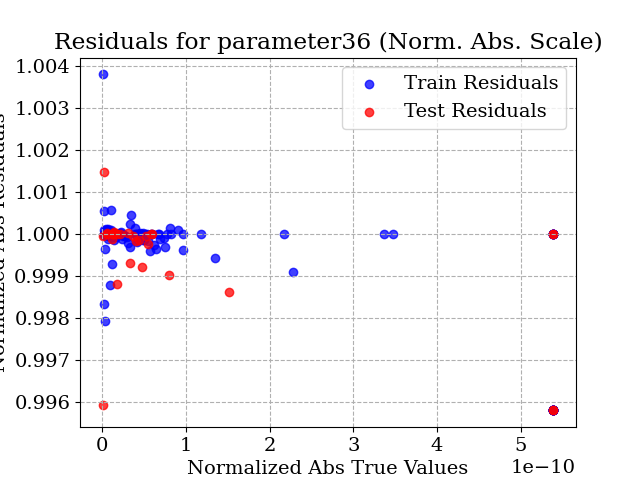 Residuals for parameter36 (Norm. Abs. Scale)
Normalized Abs Residuals
1.004
1.003
1.002
1.001
1.000
0.999
0.998
0.997
0.996
Train Residuals
Test Residuals
0 1 2 3 4 5
1e−10
Normalized Abs True Values